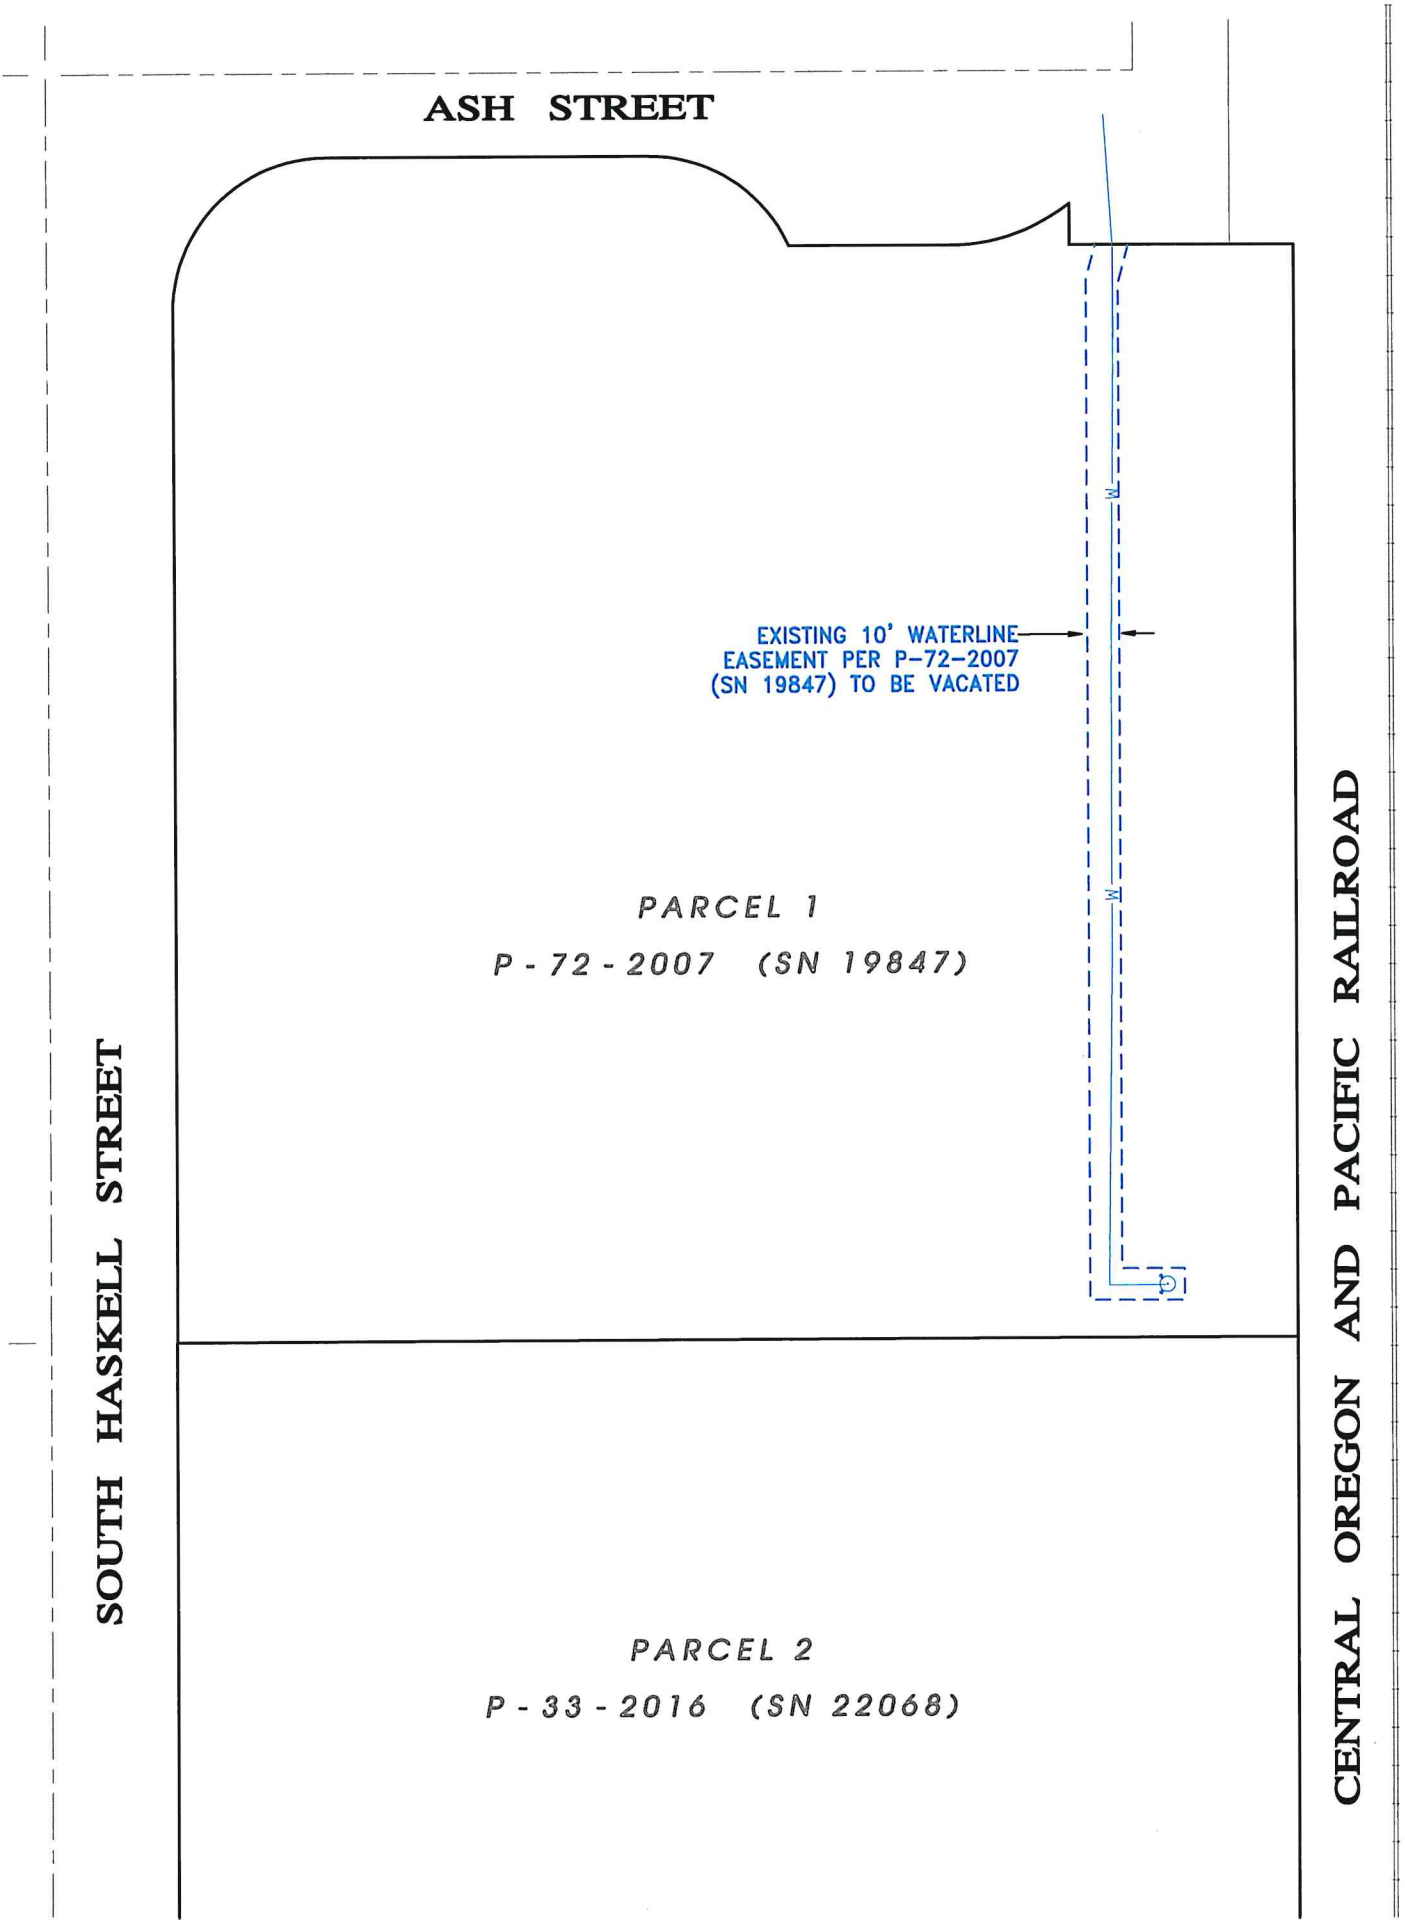 ASH STREET
EXISTING 10' WATERLINE
EASEMENT PER P-72-2007
(SN 19847) TO BE VACATED
W
W
PARCEL 1
P - 72 - 2007 (SN 19847)
SOUTH HASKELL STREET
CENTRAL OREGON AND PACIFIC RAILROAD
PARCEL 2
P - 33 - 2016 (SN 22068)